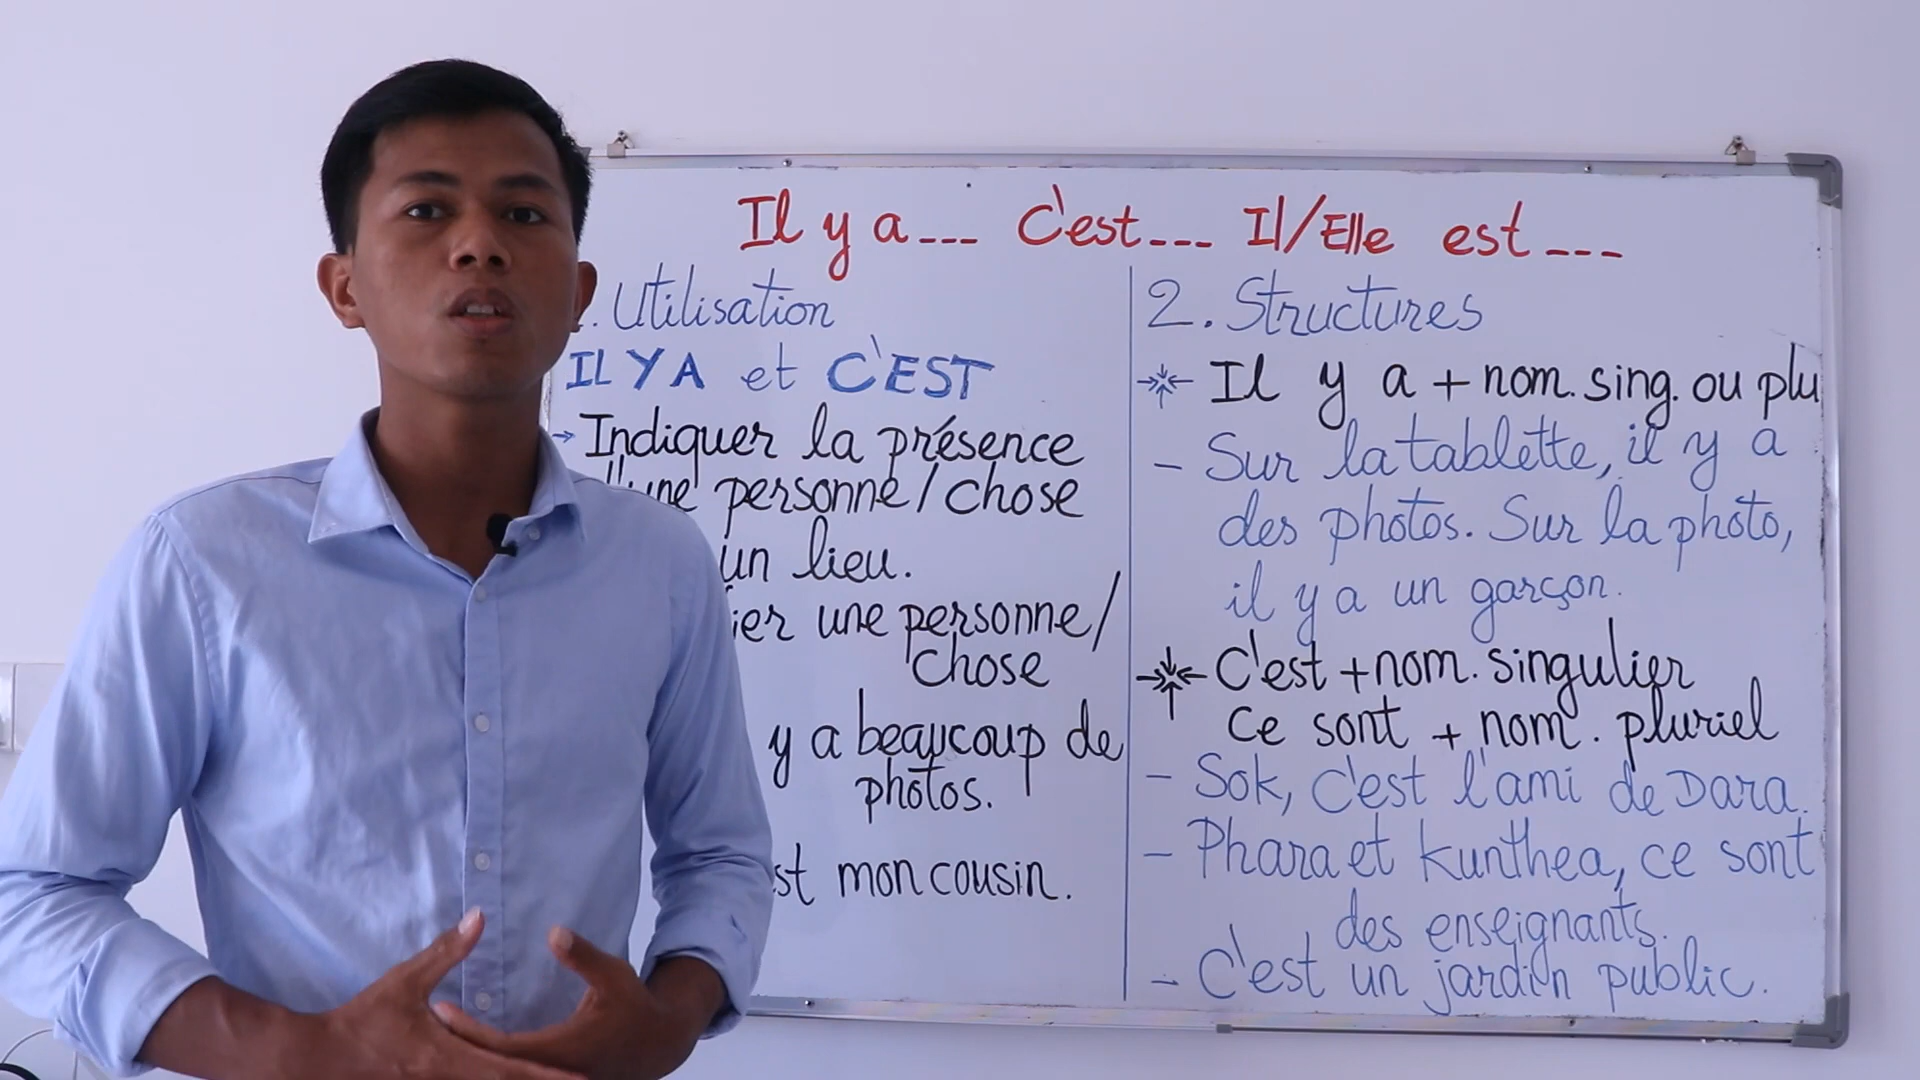 Il y a--- C'est--- Il/Elle est---
. Utilisation
IL Y A et C'EST
→ Indiquer la présence
d'une personne/chose
un lieu.
une personne/
chose
y a beaucoup de
photos.
mon cousin.
2. Structures
Il y a + nom. sing. ou plu
- Sur la tablette, il y a
des photos. Sur la photo,
il y a un garçon.
C'est + nom. singulier
Ce sont + nom. pluriel
- Sok, c'est l'ami de Dara.
- Phara et Kunthea, ce sont
des enseignants.
- C'est un jardin public.